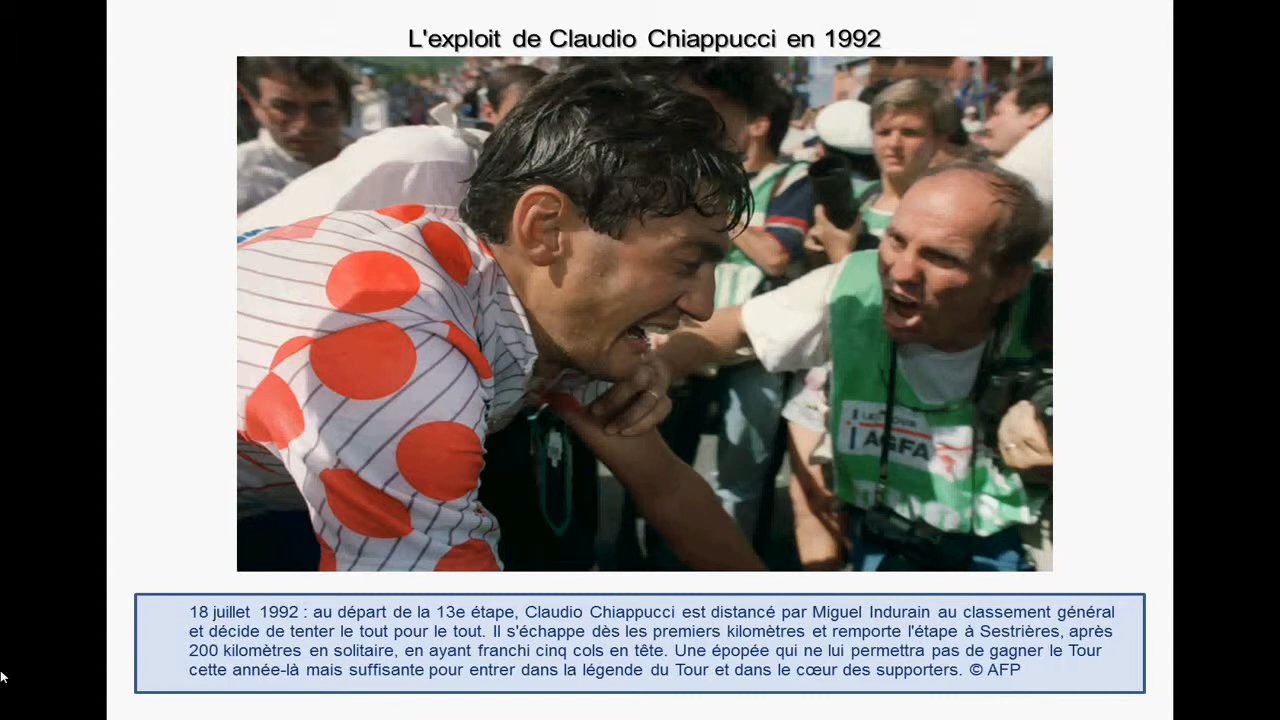 L'exploit de Claudio Chiappucci en 1992
AGFA
18 juillet 1992 : au départ de la 13e étape, Claudio Chiappucci est distancé par Miguel Indurain au classement général
et décide de tenter le tout pour le tout. Il s'échappe dès les premiers kilomètres et remporte l'étape à Sestrières, après
200 kilomètres en solitaire, en ayant franchi cinq cols en tête. Une épopée qui ne lui permettra pas de gagner le Tour
cette année-là mais suffisante pour entrer dans la légende du Tour et dans le cœur des supporters. © AFP